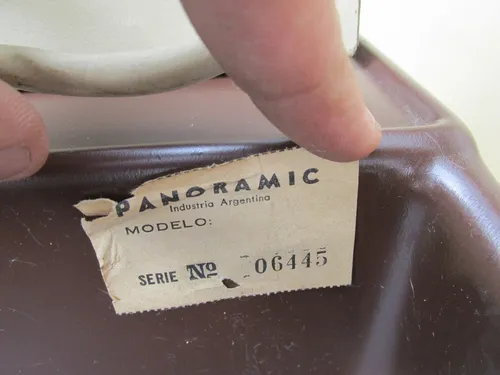 PANORAMIC
Industria Argentina
MODELO:
SERIE Nº 06445